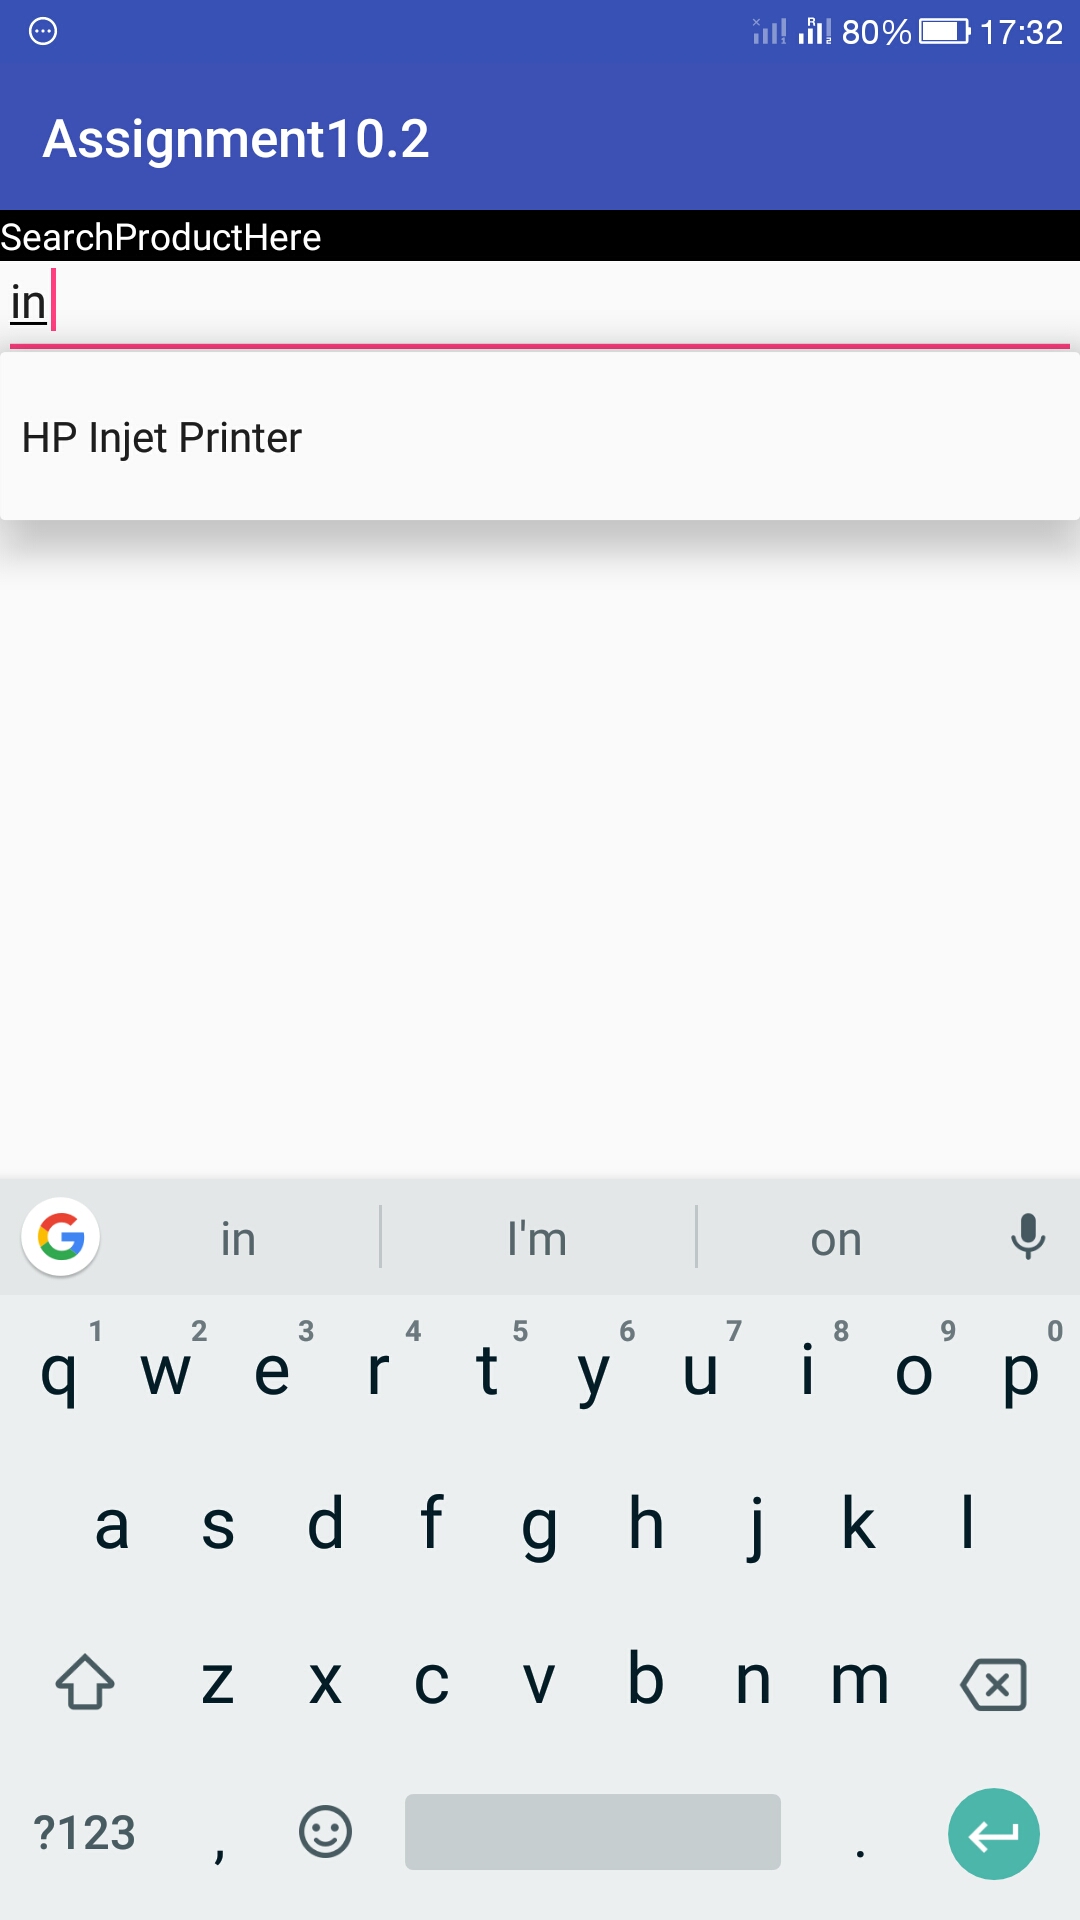 80% 17:32
Assignment10.2
SearchProductHere
in
HP Injet Printer
in I'm on
1 2 3 4 5 6 7 8 9 0
q w e r t y u i o p
a s d f g h j k l
z x c v b n m
?123 , .